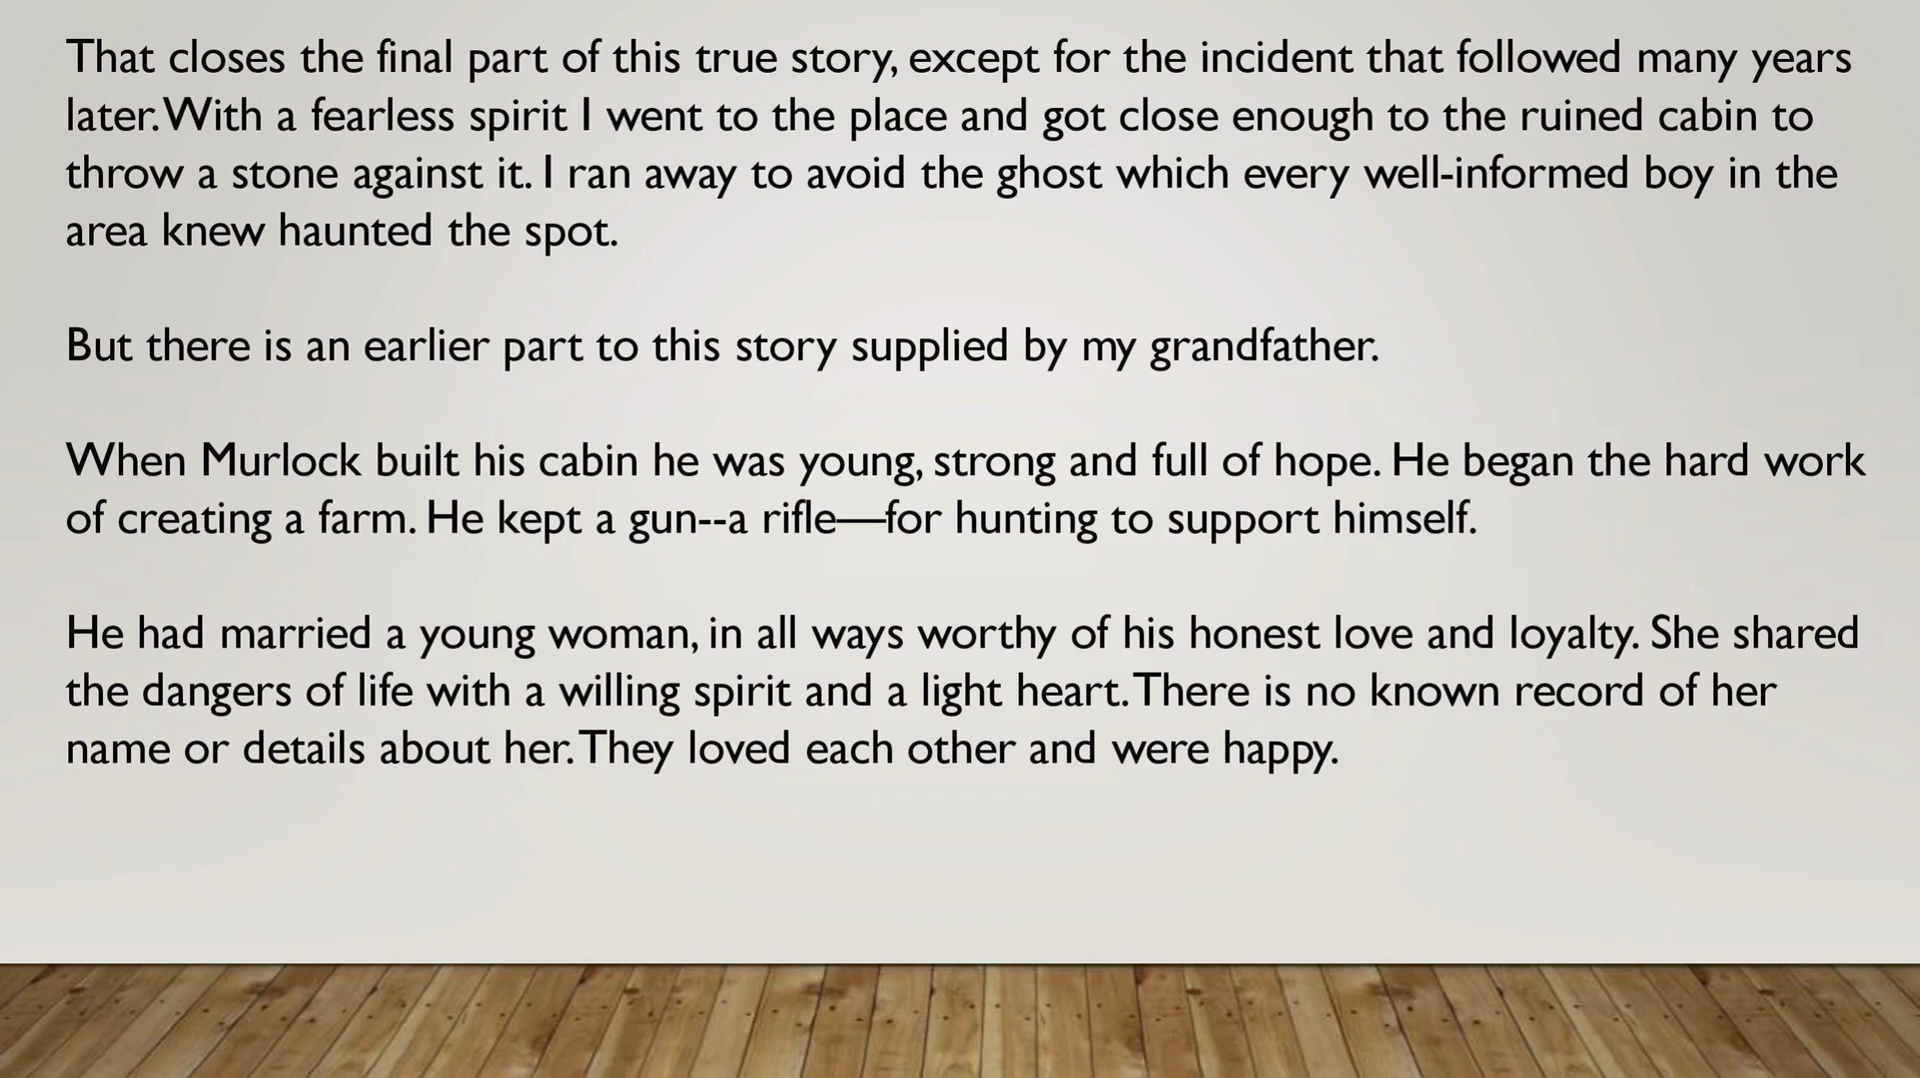 That closes the final part of this true story, except for the incident that followed many years
later. With a fearless spirit I went to the place and got close enough to the ruined cabin to
throw a stone against it. I ran away to avoid the ghost which every well-informed boy in the
area knew haunted the spot.
But there is an earlier part to this story supplied by my grandfather.
When Murlock built his cabin he was young, strong and full of hope. He began the hard work
of creating a farm. He kept a gun--a rifle—for hunting to support himself.
He had married a young woman, in all ways worthy of his honest love and loyalty. She shared
the dangers of life with a willing spirit and a light heart. There is no known record of her
name or details about her. They loved each other and were happy.